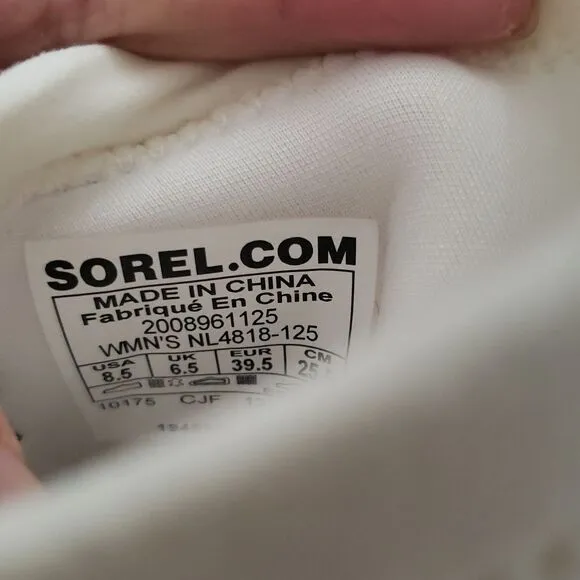 SOREL.COM
MADE IN CHINA
Fabriqué En Chine
2008961125
WMN'S NL4818-125
USA UK EUR CM
8.5 6.5 39.5
10175 CJF